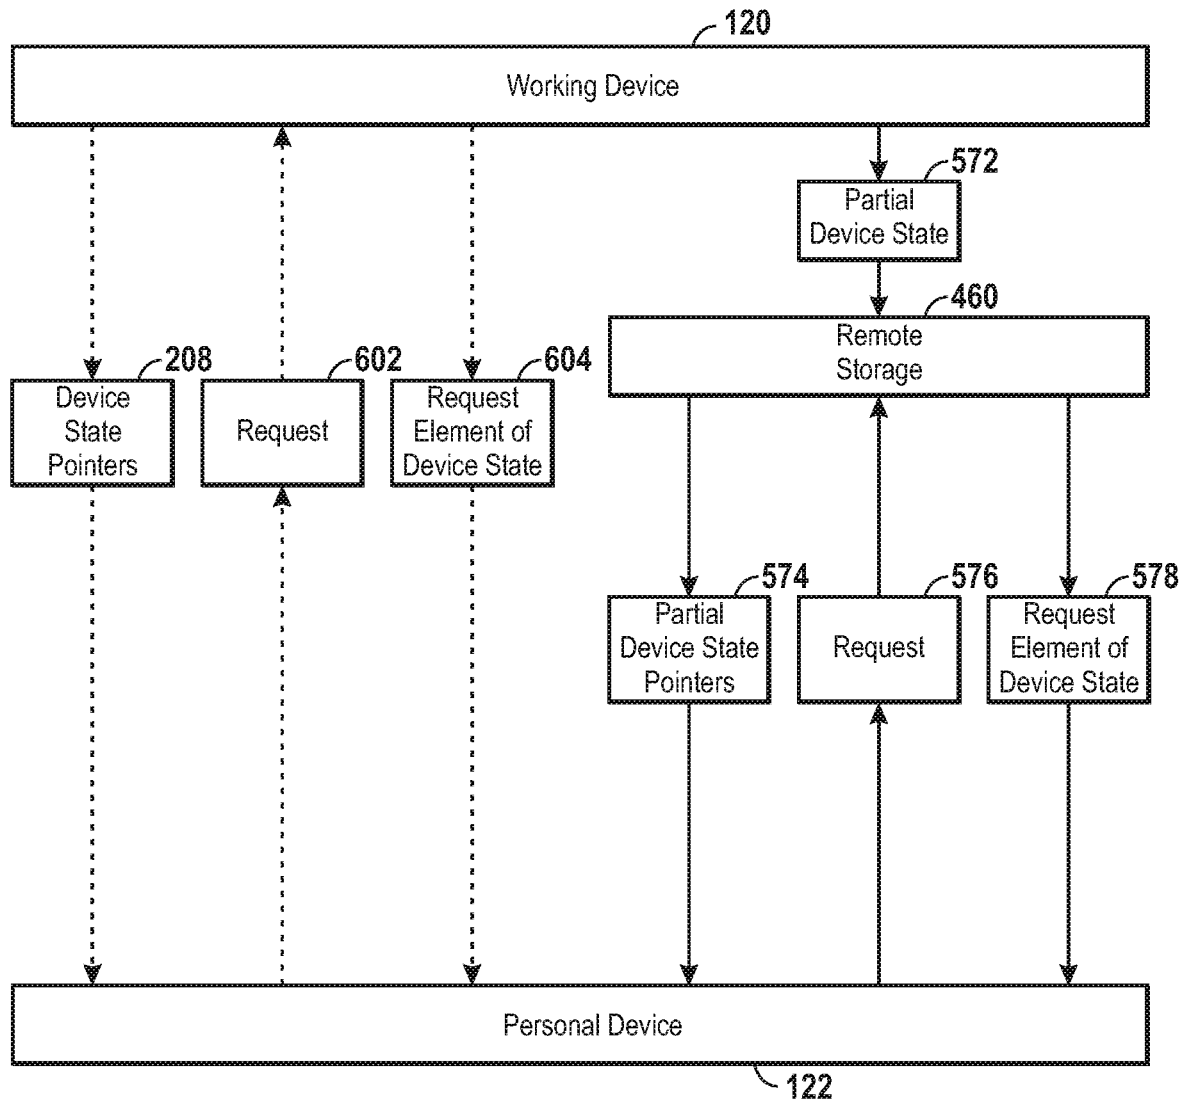 120
Working Device
572
Partial
Device State
460
Remote
Storage
208
Device
State
Pointers
602
Request
604
Request
Element of
Device State
574
Partial
Device State
Pointers
576
Request
578
Request
Element of
Device State
Personal Device
122